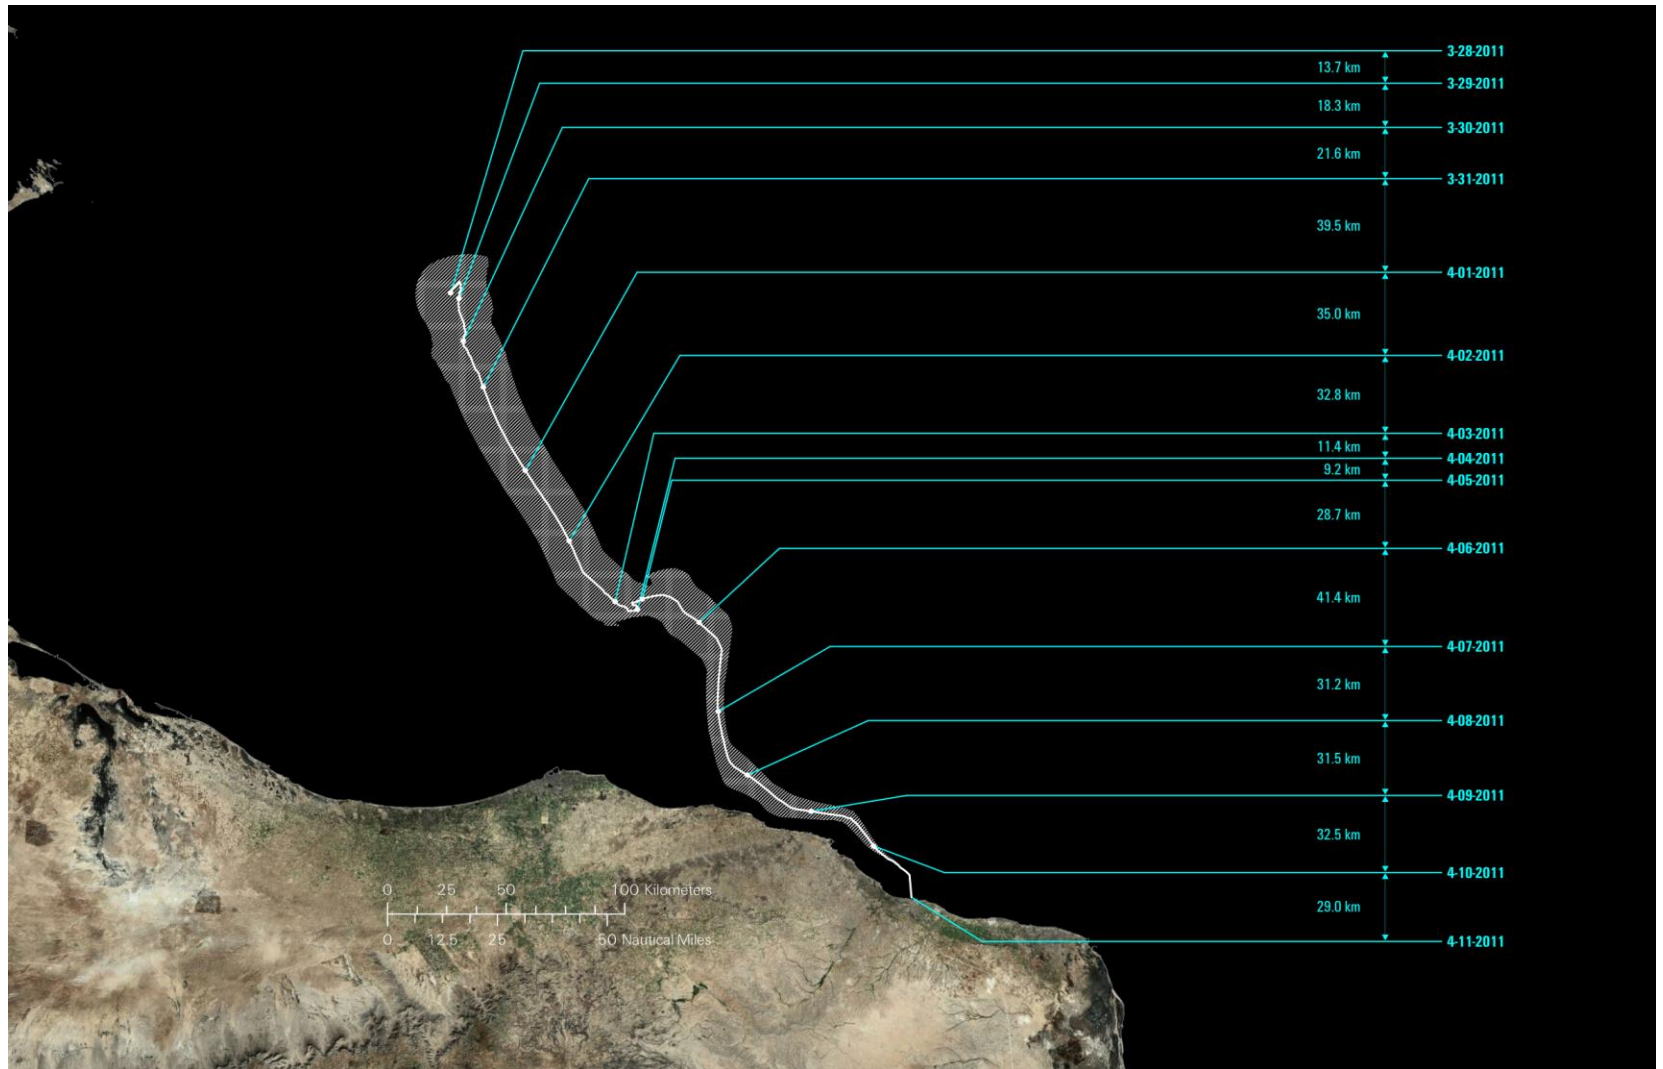 3-28-2011
13.7 km
3-29-2011
18.3 km
3-30-2011
21.6 km
3-31-2011
39.5 km
4-01-2011
35.0 km
4-02-2011
32.8 km
4-03-2011
11.4 km
4-04-2011
9.2 km
4-05-2011
28.7 km
4-06-2011
41.4 km
4-07-2011
31.2 km
4-08-2011
31.5 km
4-09-2011
32.5 km
4-10-2011
29.0 km
4-11-2011
0 25 50 100 Kilometers
0 12.5 25 50 Nautical Miles